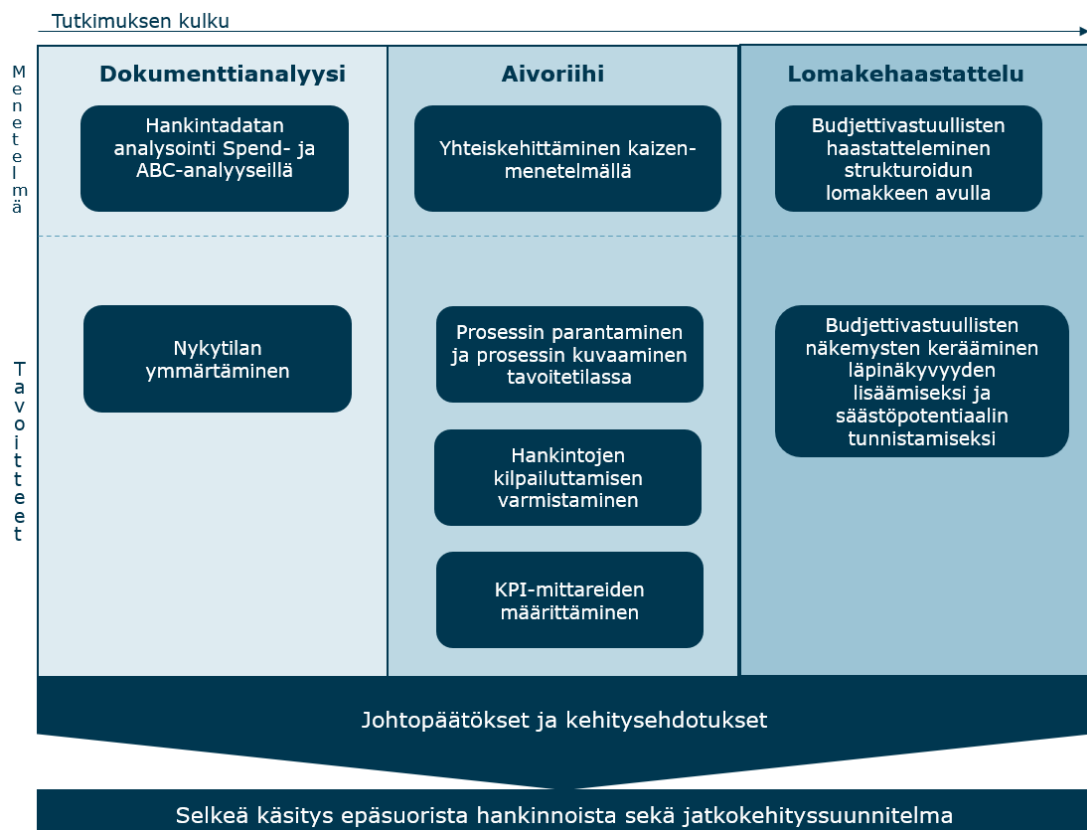 Tutkimuksen kulku
Menetelmä
Dokumenttianalyysi
Hankintadatan
analysointi Spend- ja
ABC-analyyseillä
Aivoriihi
Yhteiskehittäminen kaizen-
menetelmällä
Lomakehaastattelu
Budjettivastuullisten
haastatteleminen
strukturoidun
lomakkeen avulla
Tavoitteet
Nykytilan
ymmärtäminen
Prosessin parantaminen
ja prosessin kuvaaminen
tavoitetilassa
Hankintojen
kilpailuttamisen
varmistaminen
KPI-mittareiden
määrittäminen
Budjettivastuullisten
näkemysten kerääminen
läpinäkyvyyden
lisäämiseksi ja
säästöpotentiaalin
tunnistamiseksi
Johtopäätökset ja kehitysehdotukset
Selkeä käsitys epäsuorista hankinnoista sekä jatkokehityssuunnitelma